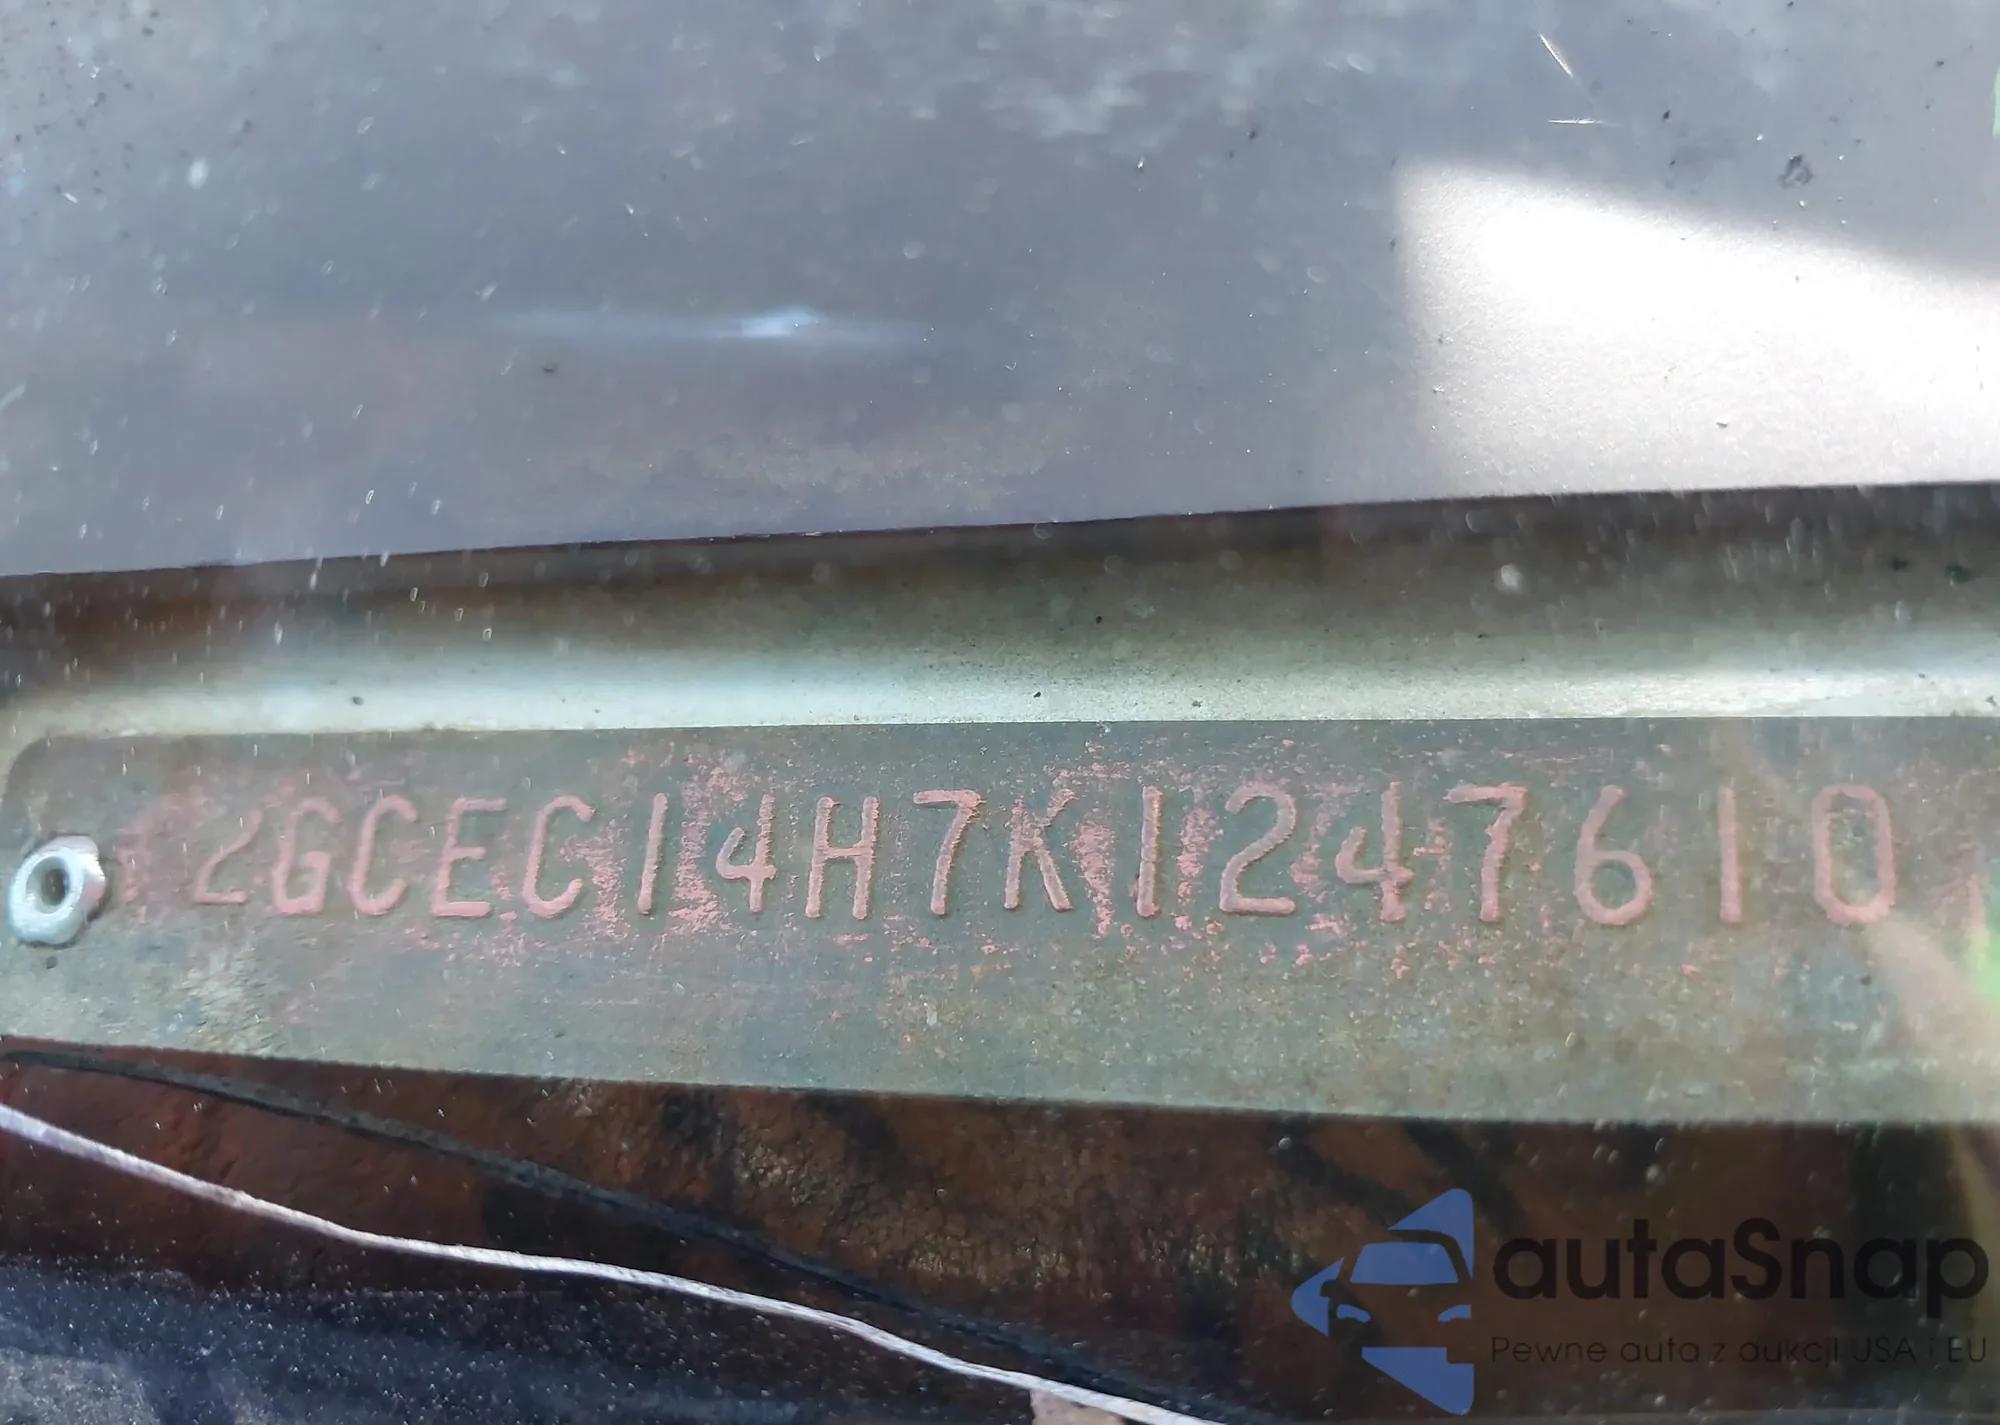 2GCEC14H7K1247610
autaSnap
Pewne auta z aukcji USA i EU